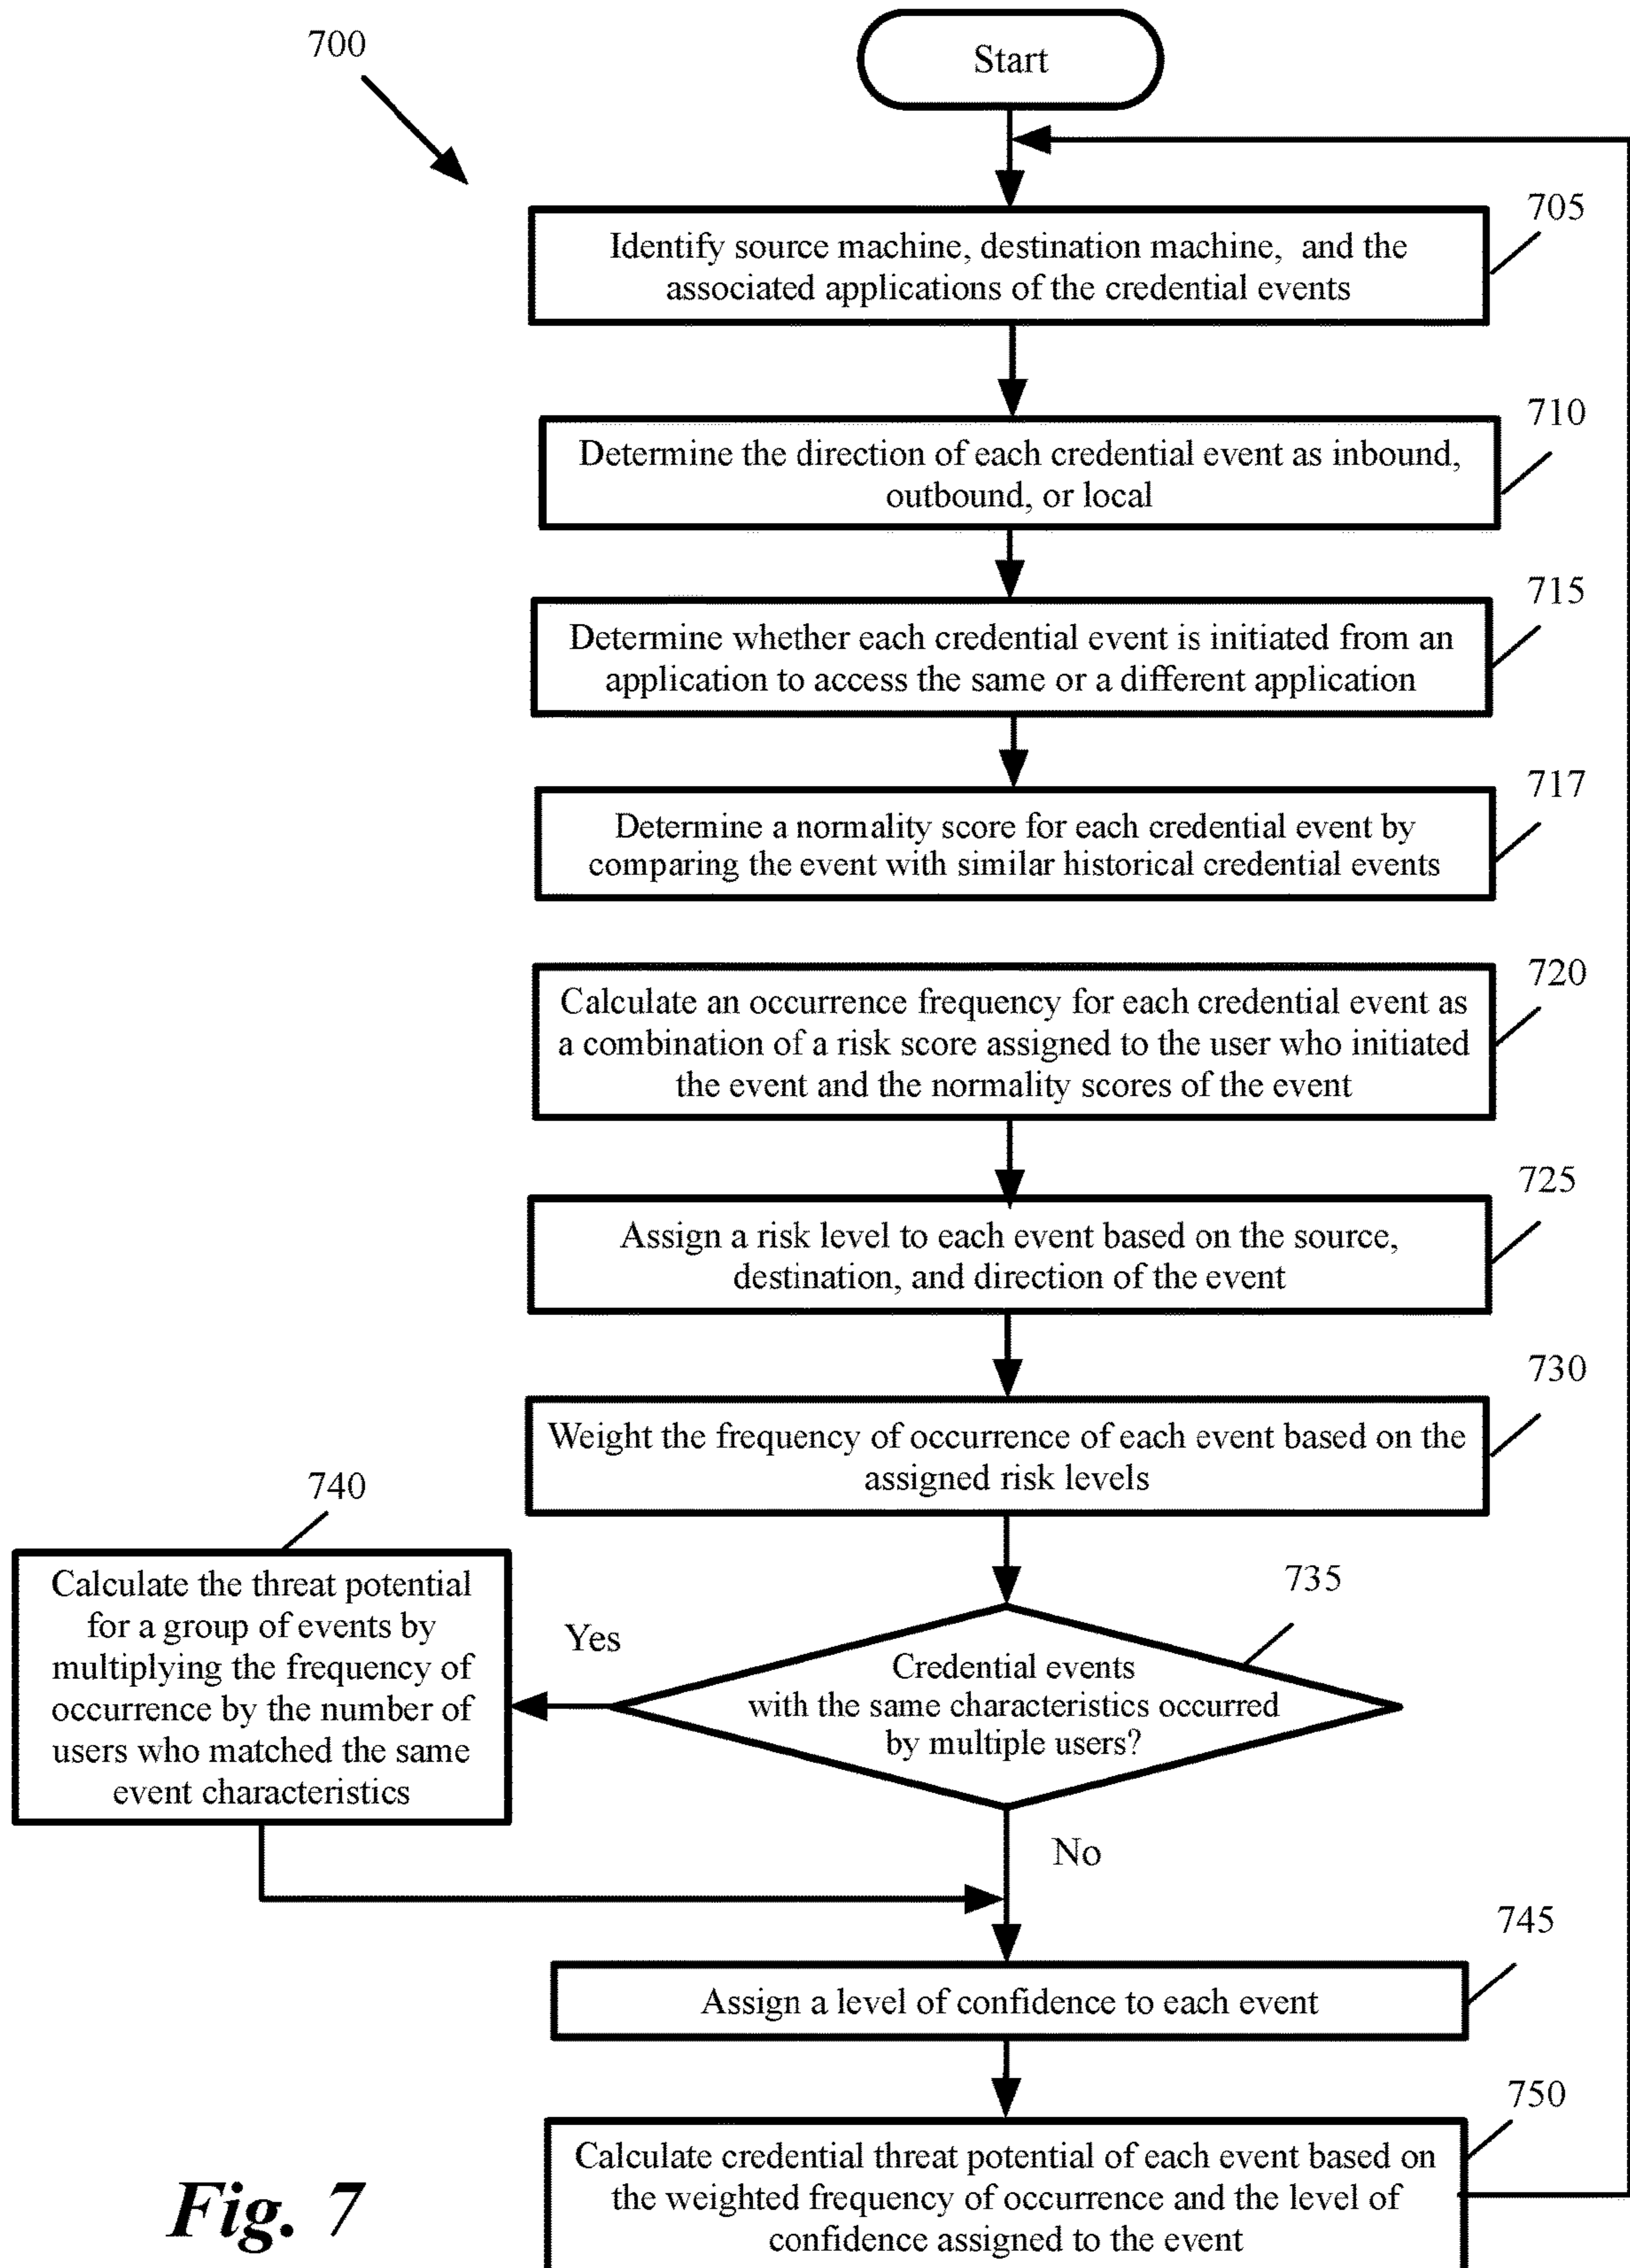 700
Start
705
Identify source machine, destination machine, and the
associated applications of the credential events
710
Determine the direction of each credential event as inbound,
outbound, or local
715
Determine whether each credential event is initiated from an
application to access the same or a different application
717
Determine a normality score for each credential event by
comparing the event with similar historical credential events
720
Calculate an occurrence frequency for each credential event as
a combination of a risk score assigned to the user who initiated
the event and the normality scores of the event
725
Assign a risk level to each event based on the source,
destination, and direction of the event
730
Weight the frequency of occurrence of each event based on the
assigned risk levels
740
Calculate the threat potential
for a group of events by
multiplying the frequency of
occurrence by the number of
users who matched the same
event characteristics
Yes
735
Credential events
with the same characteristics occurred
by multiple users?
No
745
Assign a level of confidence to each event
750
Calculate credential threat potential of each event based on
the weighted frequency of occurrence and the level of
confidence assigned to the event
Fig. 7